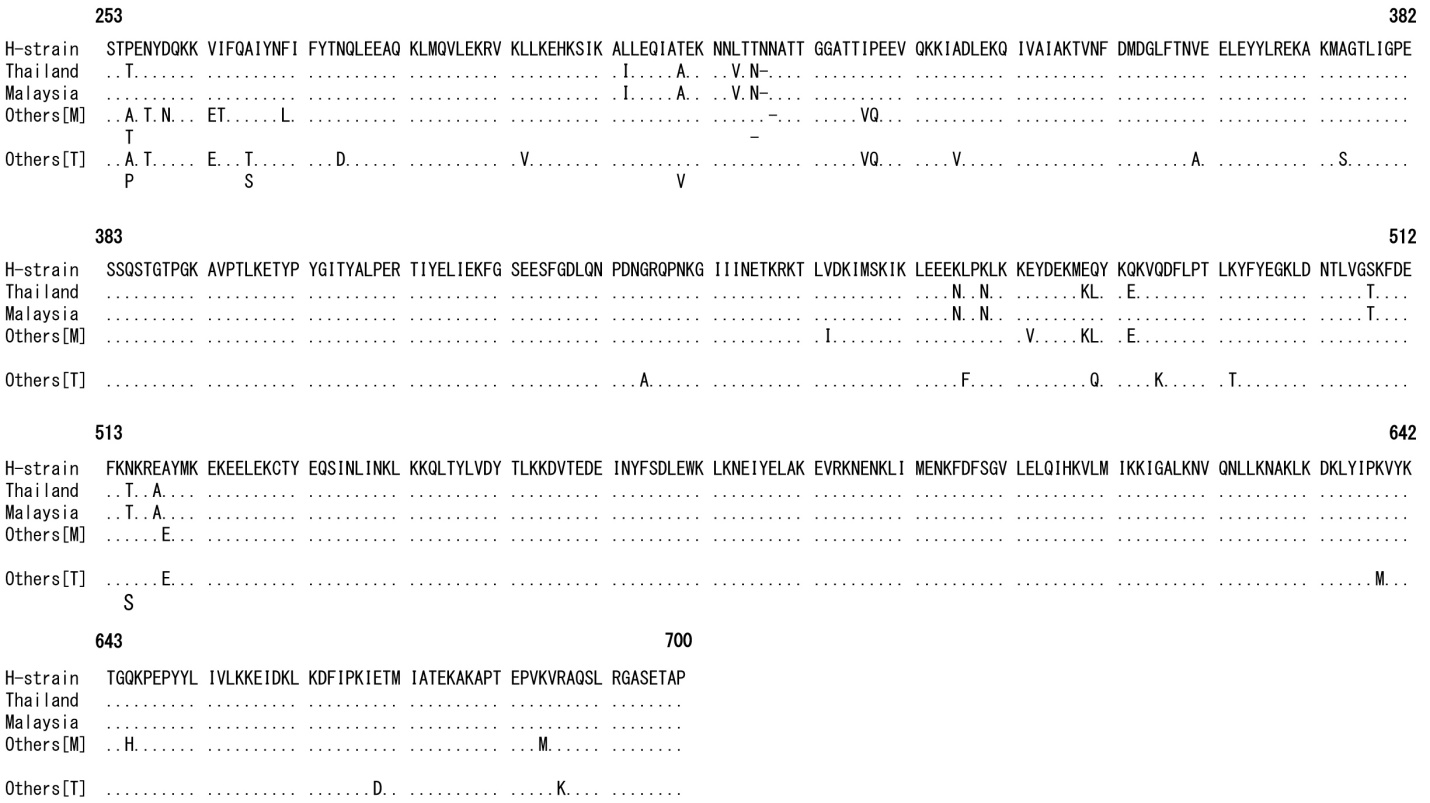 253 382
H-strain STPENYDQKK VIFQAIYNFI FYTNQLEEAQ KLMQVLEKRV KLLKEHKSIK ALLEQIATEK NNLTTNNATT GGATTIPEEV QKKIADLEKQ IVAIAKTVNF DMDGLFTNVE ELEYYLREKA KMAGTLIGPE
Thailand ..T....... .......... .......... .......... .......... .I.....A.. ..V.N-.... .......... .......... .......... .......... .......... ..........
Malaysia .......... .......... .......... .......... .......... .I.....A.. ..V.N-.... .......... .......... .......... .......... .......... ..........
Others[M] ..A.T.N... ET......L. .......... .......... .......... .......... ......-... .....VQ... .......... .......... .......... .......... ..........
T -
Others[T] ..A.T..... E...T..... ...D...... .......... .V........ .......... .......... .....VQ... ....V..... .......... ........A. .......... ..S.......
P S V
383 512
H-strain SSQSTGTPGK AVPTLKETYP YGITYALPER TIYELIEKFG SEESFGDLQN PDNGRQPNKG IIINETKRKT LVDKIMSKIK LEEEKLPKLK KEYDEKMEQY KQKVQDFLPT LKYFYEGKLD NTLVGSKFDE
Thailand .......... .......... .......... .......... .......... .......... .......... .......... ....N..N.. .......KL. .E........ .......... .....T....
Malaysia .......... .......... .......... .......... .......... .......... .......... .......... ....N..N.. .......... .......... .......... .....T....
Others[M] .......... .......... .......... .......... .......... .......... .......... .I........ .......... .V.....KL. .E........ .......... ..........
Others[T] .......... .......... .......... .......... .......... ...A...... .......... .......... .....F.... ........Q. ....K..... .T........ ..........
513 642
H-strain FKNKREAYMK EKEELEKCTY EQSINLINKL KKQLTYLVDY TLKKDVTEDE INYFSDLEWK LKNEIYELAK EVRKNENKLI MENKFDFSGV LELQIHKVLM IKKIGALKNV QNLLKNAKLK DKLYIPKVYK
Thailand ..T..A.... .......... .......... .......... .......... .......... .......... .......... .......... .......... .......... .......... ..........
Malaysia ..T..A.... .......... .......... .......... .......... .......... .......... .......... .......... .......... .......... .......... ..........
Others[M] ......E... .......... .......... .......... .......... .......... .......... .......... .......... .......... .......... .......... ..........
Others[T] ......E... .......... .......... .......... .......... .......... .......... .......... .......... .......... .......... .......... ......M...
S
643 700
H-strain TGQKPEPYYL IVLKKEIDKL KDFIPKIETM IATEKAKAPT EPVKVRAQSL RGASETAP
Thailand .......... .......... .......... .......... .......... ........
Malaysia .......... .......... .......... .......... .......... ........
Others[M] ..H....... .......... .......... .......... ...M...... ........
Others[T] .......... .......... .......D.. .......... .....K.... ........